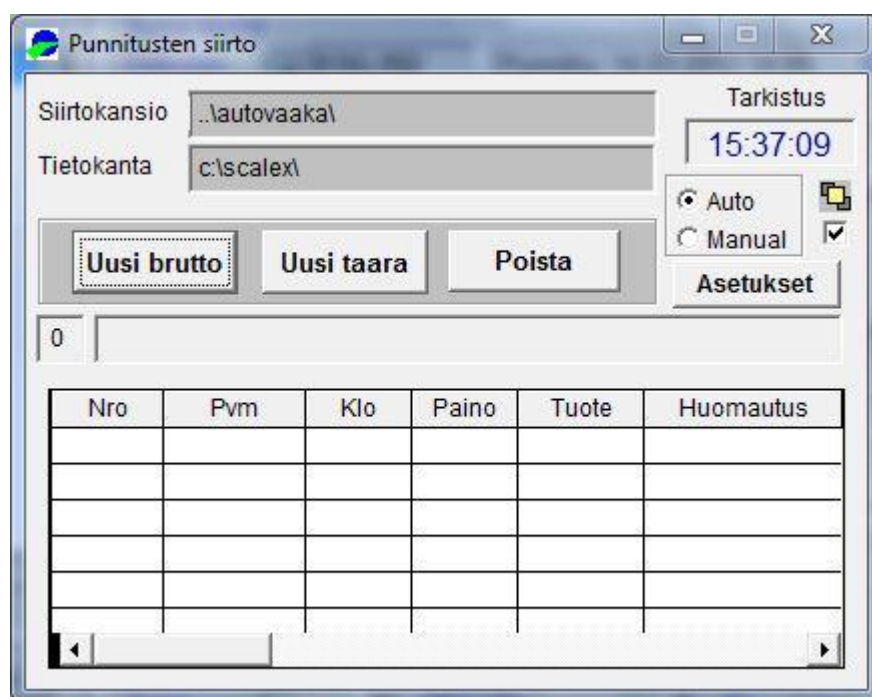 Punnitusten siirto
Siirtokansio ..\autovaaka\
Tarkistus
15:37:09
Tietokanta c:\scalex\
Auto
Manual
Uusi brutto Uusi taara Poista
Asetukset
0
Nro Pvm Klo Paino Tuote Huomautus